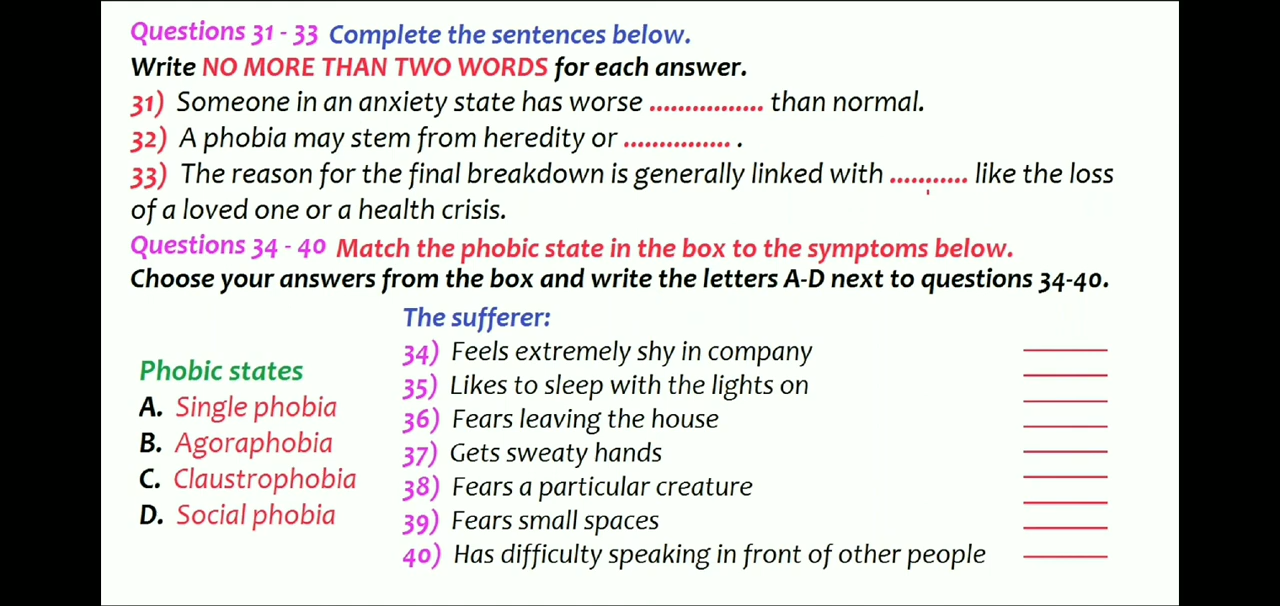 Questions 31 - 33 Complete the sentences below.
Write NO MORE THAN TWO WORDS for each answer.
31) Someone in an anxiety state has worse ................ than normal.
32) A phobia may stem from heredity or ............... .
33) The reason for the final breakdown is generally linked with ........... like the loss
of a loved one or a health crisis.
Questions 34 - 40 Match the phobic state in the box to the symptoms below.
Choose your answers from the box and write the letters A-D next to questions 34-40.
Phobic states
A. Single phobia
B. Agoraphobia
C. Claustrophobia
D. Social phobia
The sufferer:
34) Feels extremely shy in company
35) Likes to sleep with the lights on
36) Fears leaving the house
37) Gets sweaty hands
38) Fears a particular creature
39) Fears small spaces
40) Has difficulty speaking in front of other people